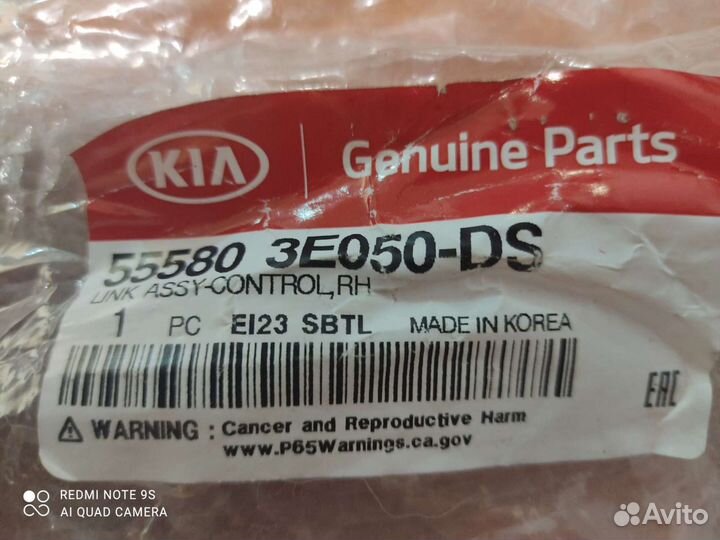 KIA
Genuine Parts
55580 3E050-DS
LINK ASSY-CONTROL,RH
1 PC EI23 SBTL MADE IN KOREA
EAC
WARNING : Cancer and Reproductive Harm
www.P65Warnings.ca.gov
REDMI NOTE 9S
AI QUAD CAMERA
Avito